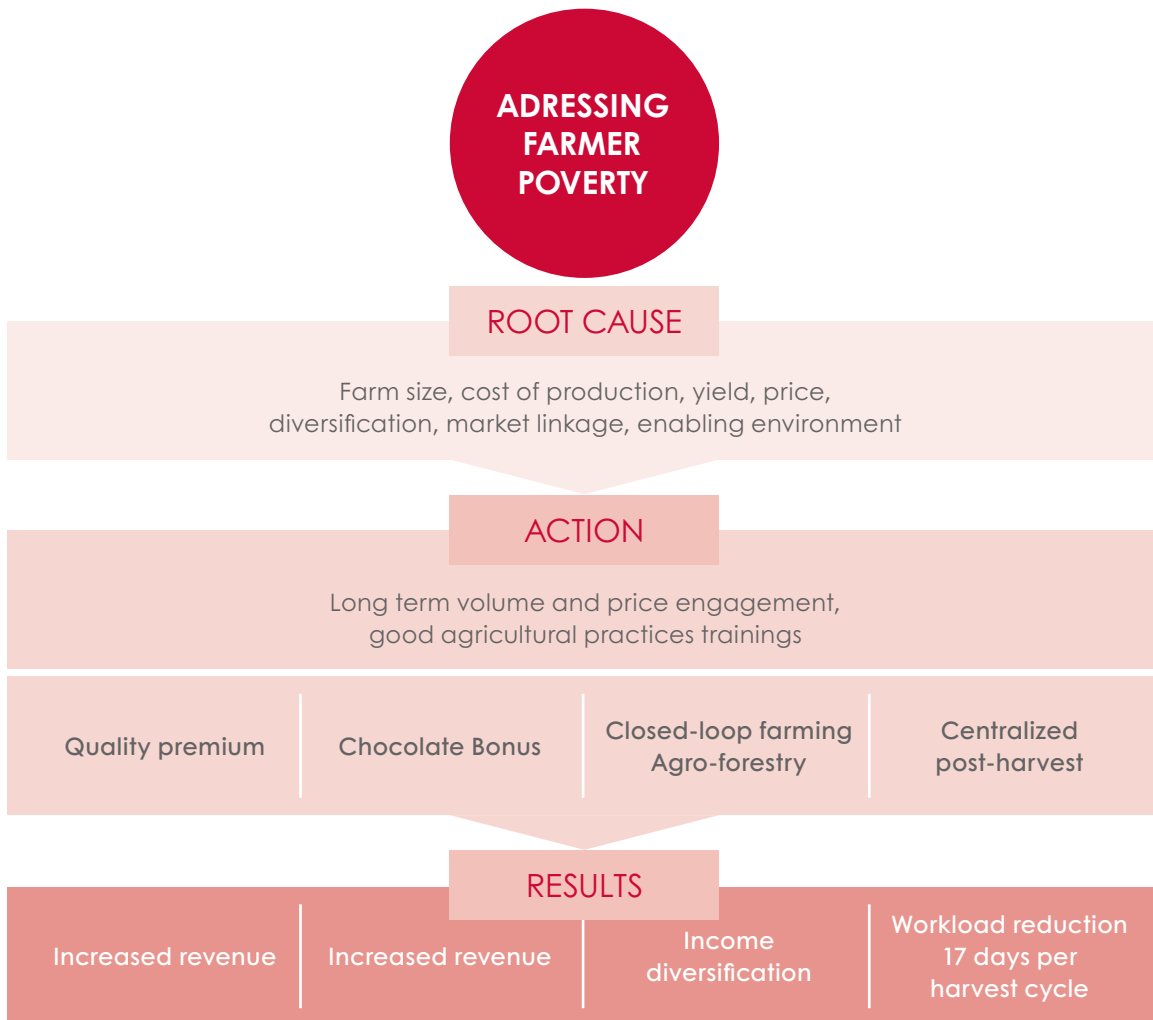 ADRESSING
FARMER
POVERTY
ROOT CAUSE
Farm size, cost of production, yield, price,
diversification, market linkage, enabling environment
ACTION
Long term volume and price engagement,
good agricultural practices trainings
Quality premium
Chocolate Bonus
Closed-loop farming
Agro-forestry
Centralized
post-harvest
RESULTS
Increased revenue
Increased revenue
Income
diversification
Workload reduction
17 days per
harvest cycle